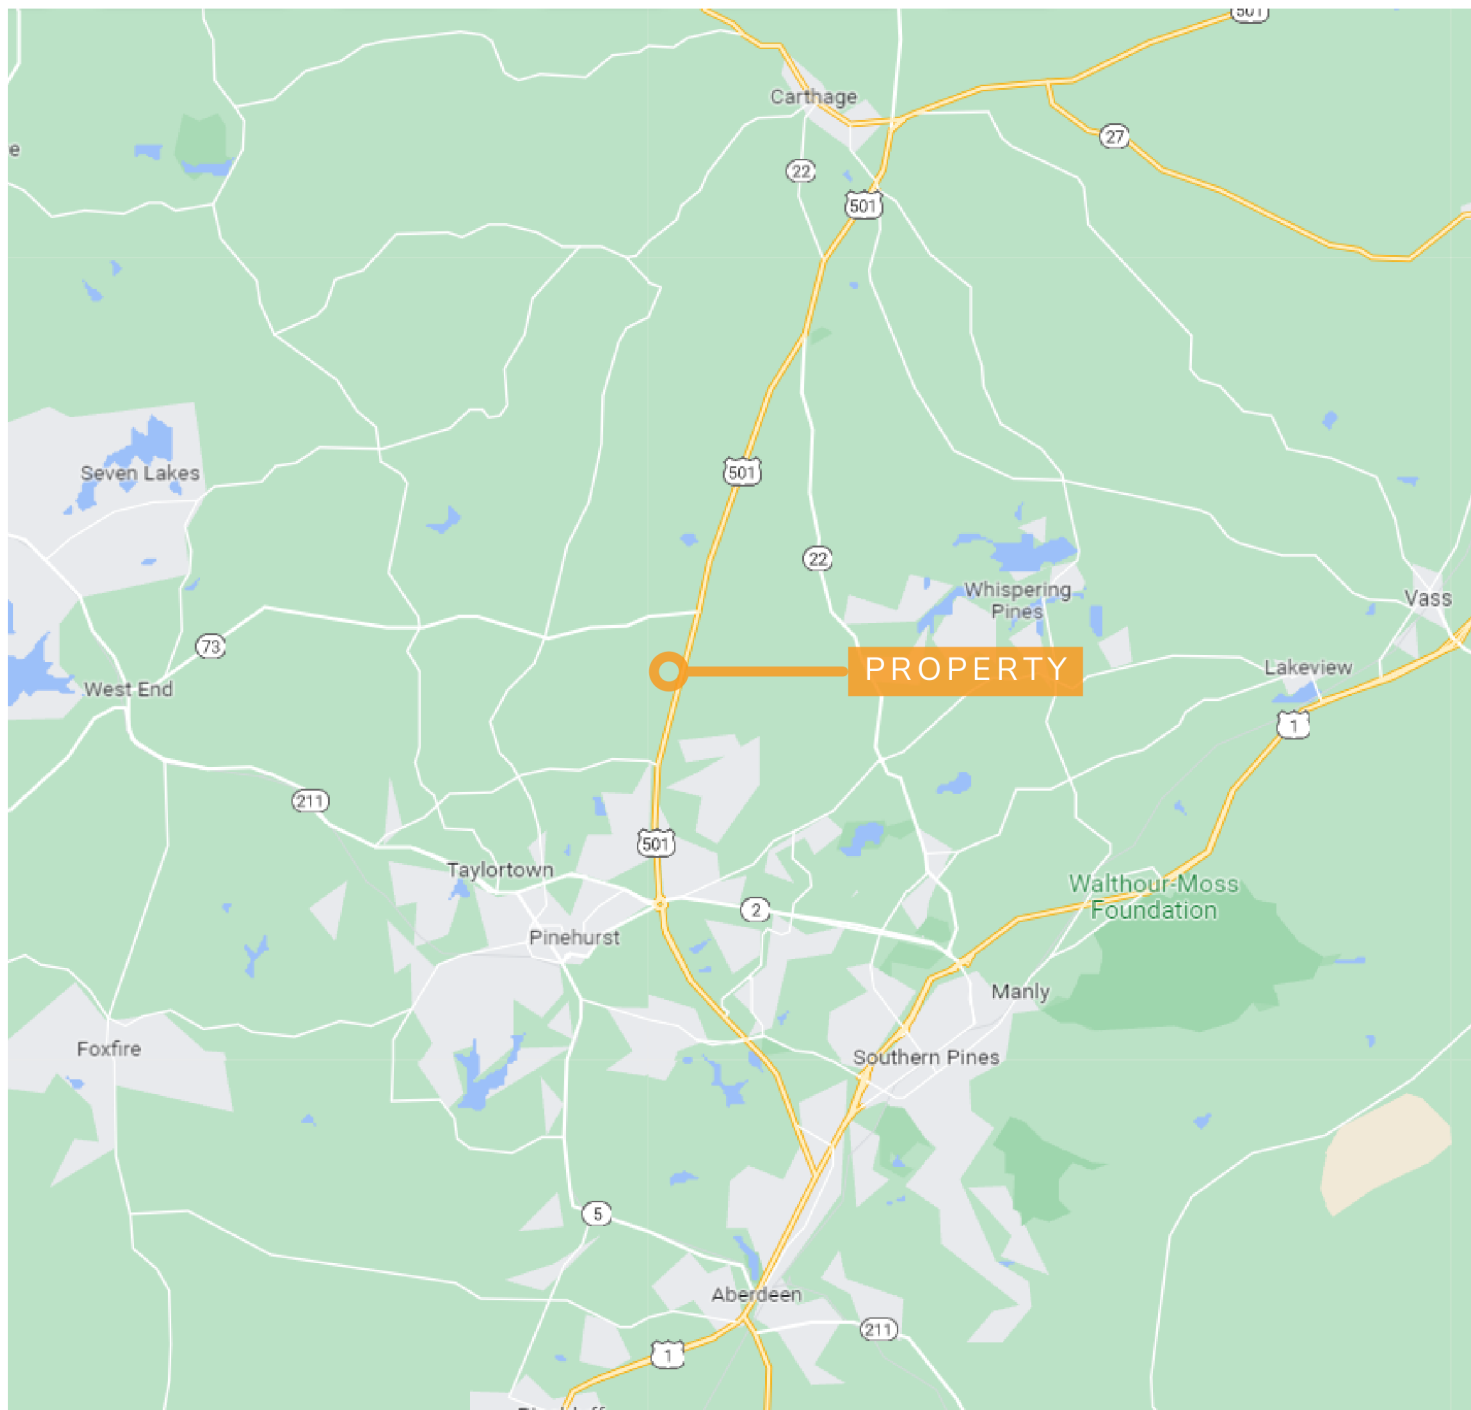 501
Carthage
27
e
22
501
501
Seven Lakes
22
Whispering
Pines
Vass
73
PROPERTY
Lakeview
West End
1
211
501
Taylortown
Walthour-Moss
Foundation
2
Pinehurst
Manly
Foxfire
Southern Pines
5
Aberdeen
211
1